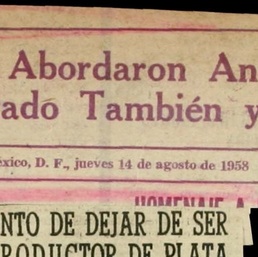 Abordaron An
ado También y
éxico, D. F., jueves 14 de agosto de 1958
HOMENAJE A
NTO DE DEJAR DE SER
RODUCTOR DE PLATA